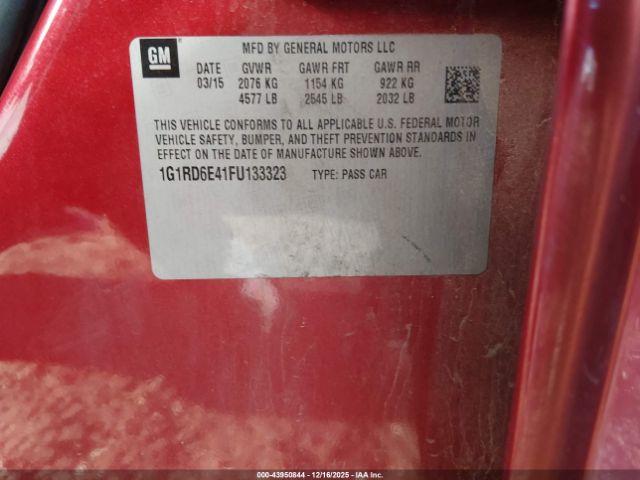 GM
MFD BY GENERAL MOTORS LLC
DATE GVWR GAWR FRT GAWR RR
03/15 2076 KG 1154 KG 922 KG
4577 LB 2545 LB 2032 LB
THIS VEHICLE CONFORMS TO ALL APPLICABLE U.S. FEDERAL MOTOR
VEHICLE SAFETY, BUMPER, AND THEFT PREVENTION STANDARDS IN
EFFECT ON THE DATE OF MANUFACTURE SHOWN ABOVE.
1G1RD6E41FU133323 TYPE: PASS CAR
000-43950844 | 12/16/2025 | IAA Inc.